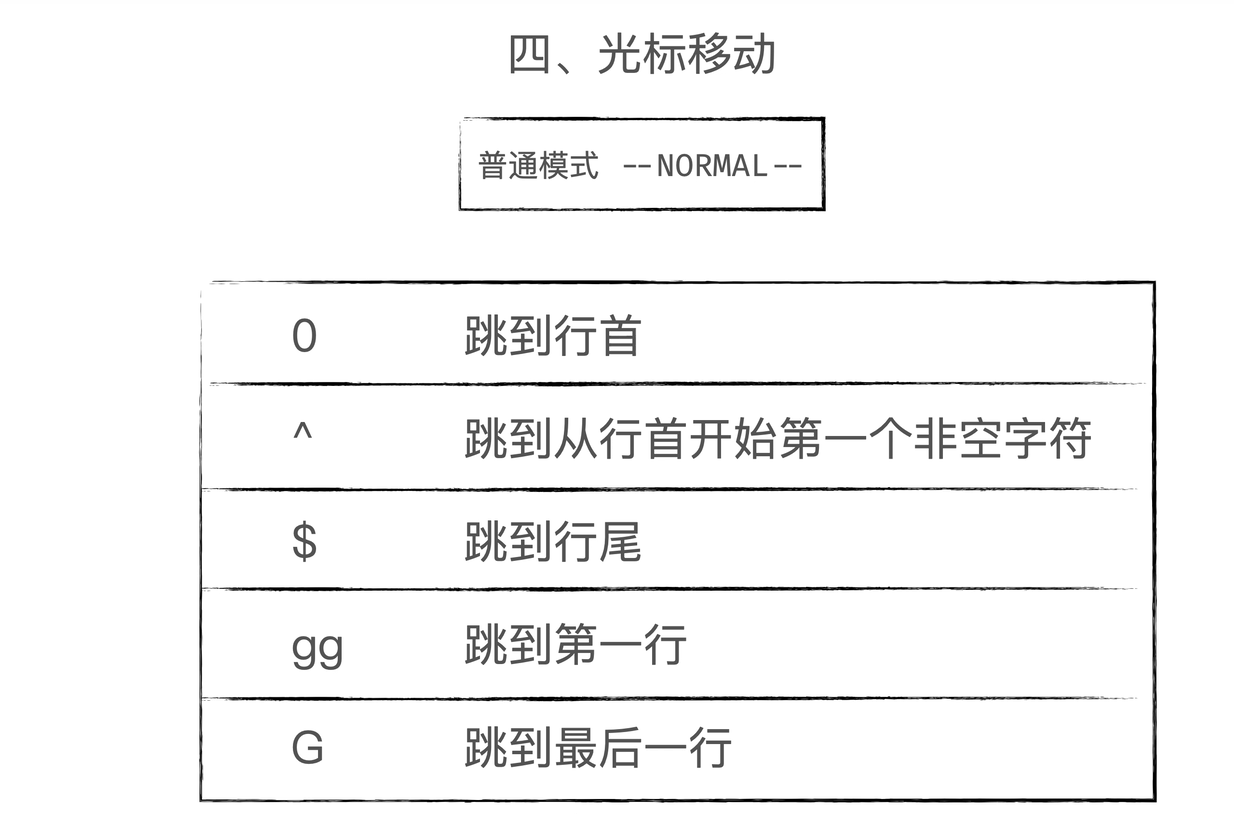 四、光标移动
普通模式 --NORMAL--
0 跳到行首
^ 跳到从行首开始第一个非空字符
$ 跳到行尾
gg 跳到第一行
G 跳到最后一行